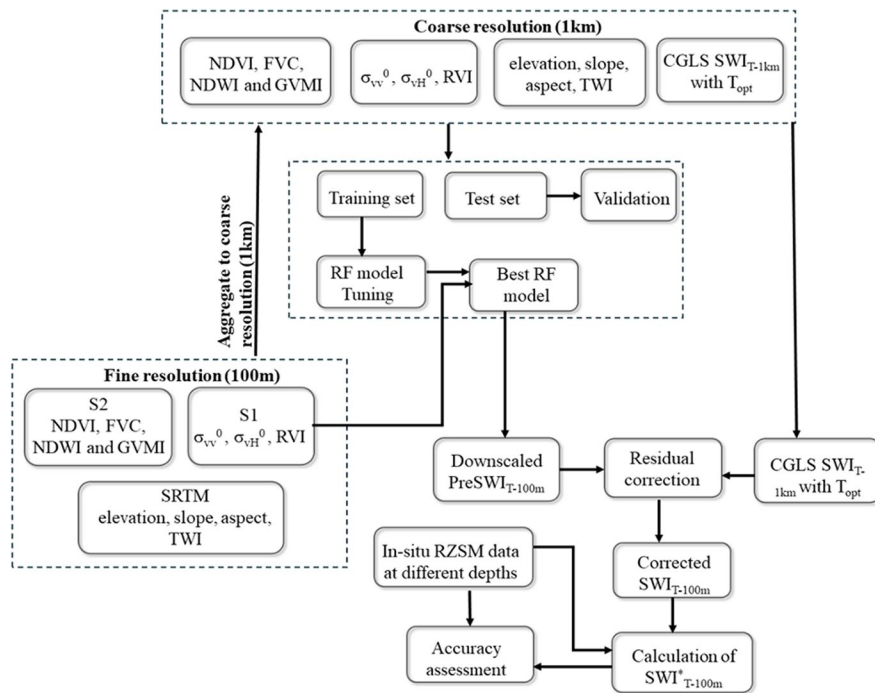 Coarse resolution (1km)
NDVI, FVC,
NDWI and GVMI
σvv⁰, σvH⁰, RVI
elevation, slope,
aspect, TWI
CGLS SWIT-1km
with Topt
Training set
Test set
Validation
RF model
Tuning
Best RF
model
Aggregate to coarse
resolution (1km)
Fine resolution (100m)
S2
NDVI, FVC,
NDWI and GVMI
S1
σvv⁰, σvH⁰, RVI
SRTM
elevation, slope, aspect,
TWI
Downscaled
PreSWIT-100m
Residual
correction
CGLS SWIT-
1km with Topt
In-situ RZSM data
at different depths
Corrected
SWIT-100m
Accuracy
assessment
Calculation of
SWI*T-100m